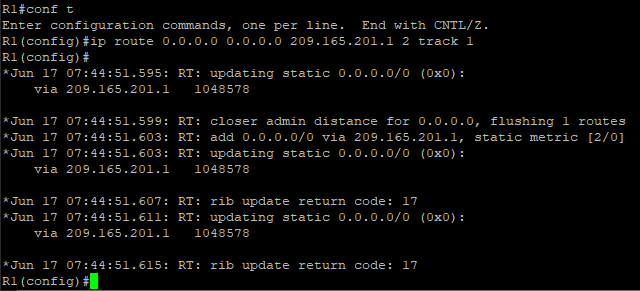 R1#conf t
Enter configuration commands, one per line.  End with CNTL/Z.
R1(config)#ip route 0.0.0.0 0.0.0.0 209.165.201.1 2 track 1
R1(config)#
*Jun 17 07:44:51.595: RT: updating static 0.0.0.0/0 (0x0):
    via 209.165.201.1   1048578
*Jun 17 07:44:51.599: RT: closer admin distance for 0.0.0.0, flushing 1 routes
*Jun 17 07:44:51.603: RT: add 0.0.0.0/0 via 209.165.201.1, static metric [2/0]
*Jun 17 07:44:51.603: RT: updating static 0.0.0.0/0 (0x0):
    via 209.165.201.1   1048578
*Jun 17 07:44:51.607: RT: rib update return code: 17
*Jun 17 07:44:51.611: RT: updating static 0.0.0.0/0 (0x0):
    via 209.165.201.1   1048578
*Jun 17 07:44:51.615: RT: rib update return code: 17
R1(config)#